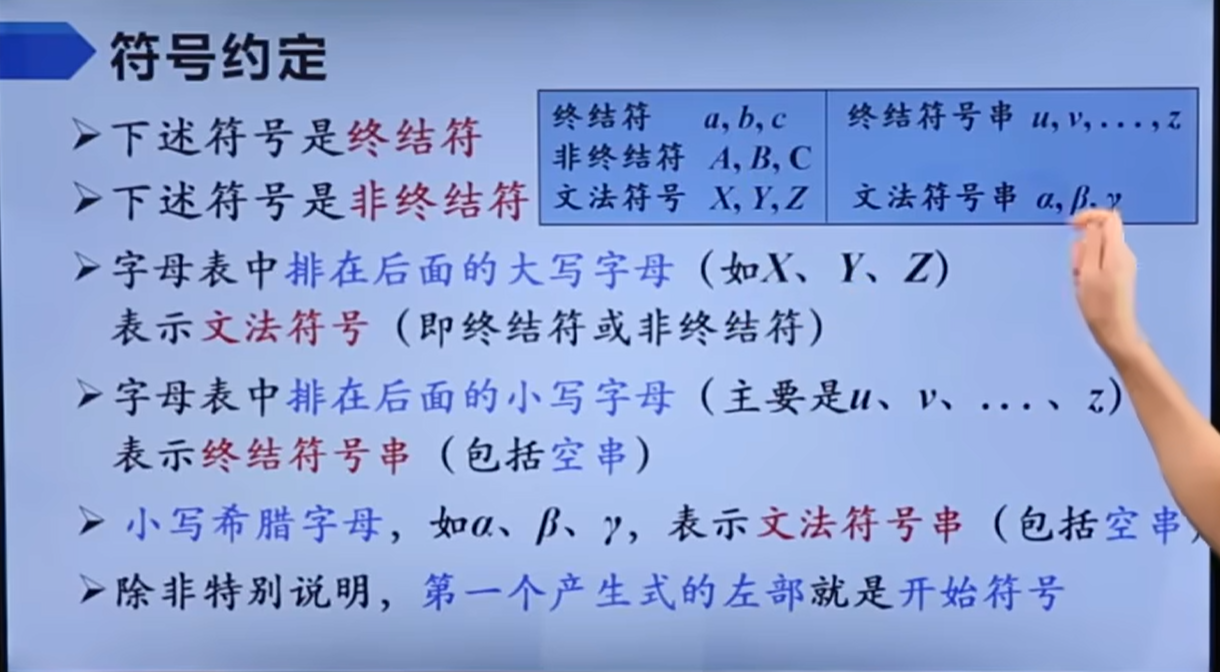 符号约定
终结符 a, b, c 终结符号串 u, v, . . . , z
非终结符 A, B, C
文法符号 X, Y, Z 文法符号串 α, β, γ
➢下述符号是终结符
➢下述符号是非终结符
➢字母表中排在后面的大写字母（如X、Y、Z）
表示文法符号（即终结符或非终结符）
➢字母表中排在后面的小写字母（主要是u、v、. . . 、z）
表示终结符号串（包括空串）
➢小写希腊字母，如α、β、γ，表示文法符号串（包括空串）
➢除非特别说明，第一个产生式的左部就是开始符号